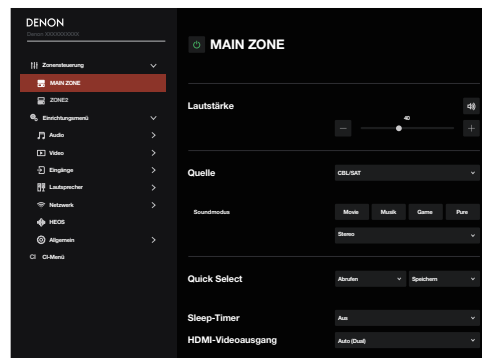 DENON
Zonensteuerung
MAIN ZONE
ZONE2
Einrichtungsmenü
Audio
Video
Eingänge
Lautsprecher
Netzwerk
HEOS
Allgemein
CI CI-Menü
MAIN ZONE
Lautstärke
40
Quelle
CBL/SAT
Soundmodus
Movie Musik Game Pure
Stereo
Quick Select
Abrufen Speichern
Sleep-Timer
Aus
HDMI-Videoausgang
Auto (Dual)